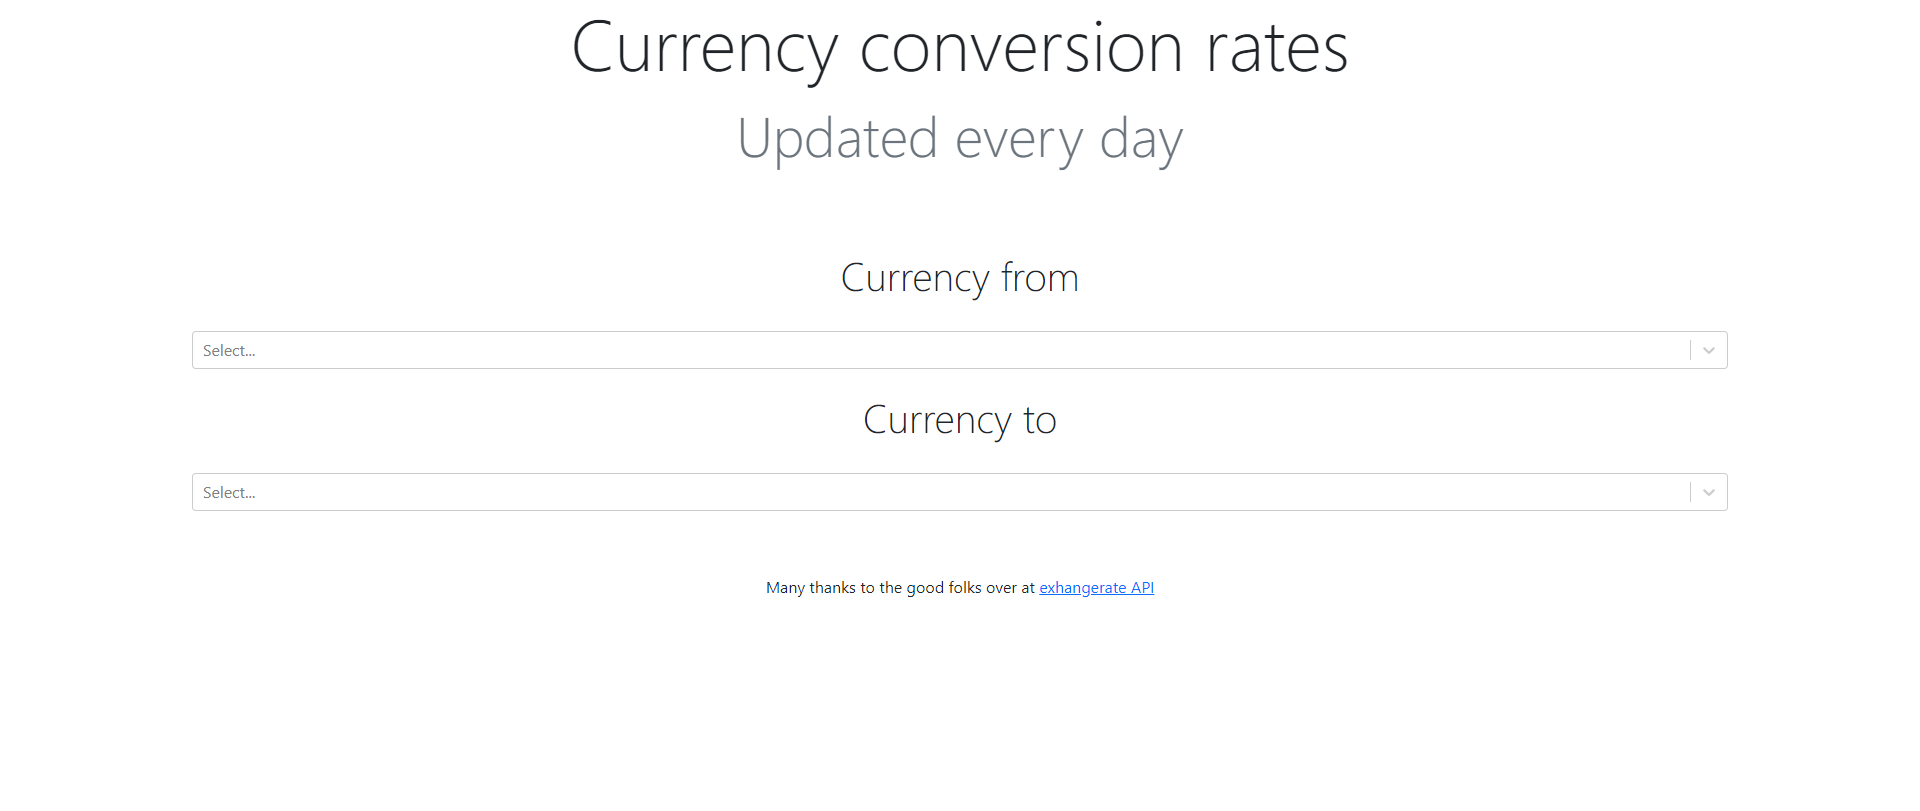 Currency conversion rates
Updated every day
Currency from
Select...
Currency to
Select...
Many thanks to the good folks over at exhangerate API